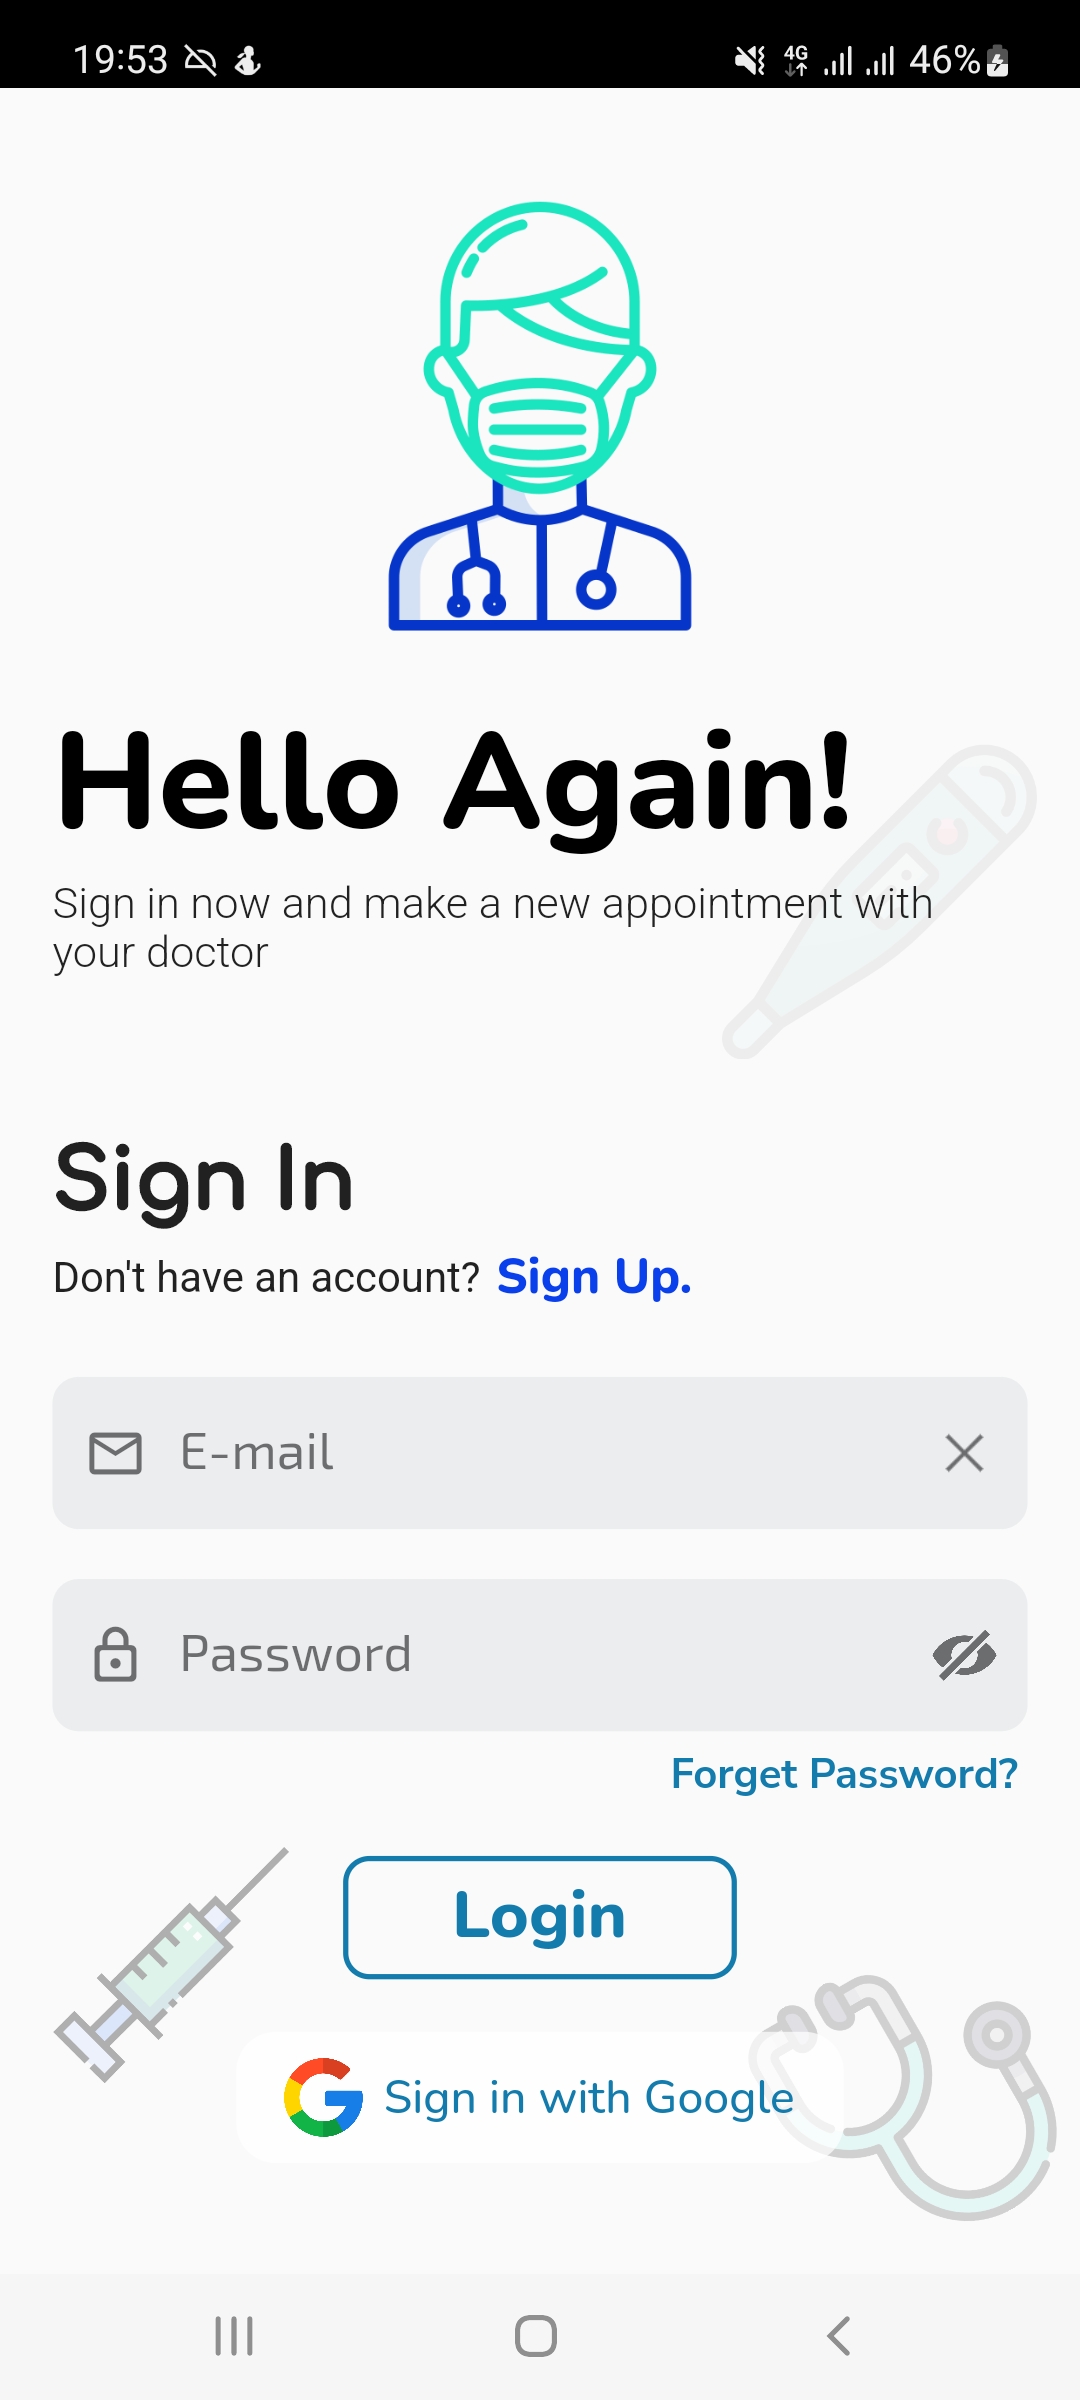 19:53 4G 46%
Hello Again!
Sign in now and make a new appointment with
your doctor
Sign In
Don't have an account? Sign Up.
E-mail
Password
Forget Password?
Login
Sign in with Google